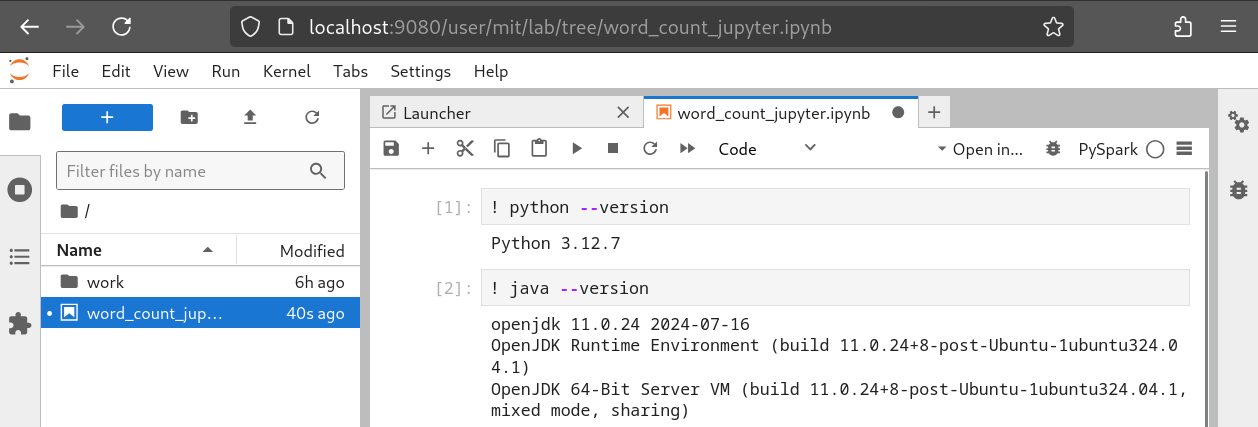 localhost:9080/user/mit/lab/tree/word_count_jupyter.ipynb
File Edit View Run Kernel Tabs Settings Help
+
Filter files by name
/
Name Modified
work 6h ago
word_count_jup... 40s ago
Launcher
word_count_jupyter.ipynb
Code
Open in...
PySpark
[1]: ! python --version
Python 3.12.7
[2]: ! java --version
openjdk 11.0.24 2024-07-16
OpenJDK Runtime Environment (build 11.0.24+8-post-Ubuntu-1ubuntu324.0
4.1)
OpenJDK 64-Bit Server VM (build 11.0.24+8-post-Ubuntu-1ubuntu324.04.1,
mixed mode, sharing)